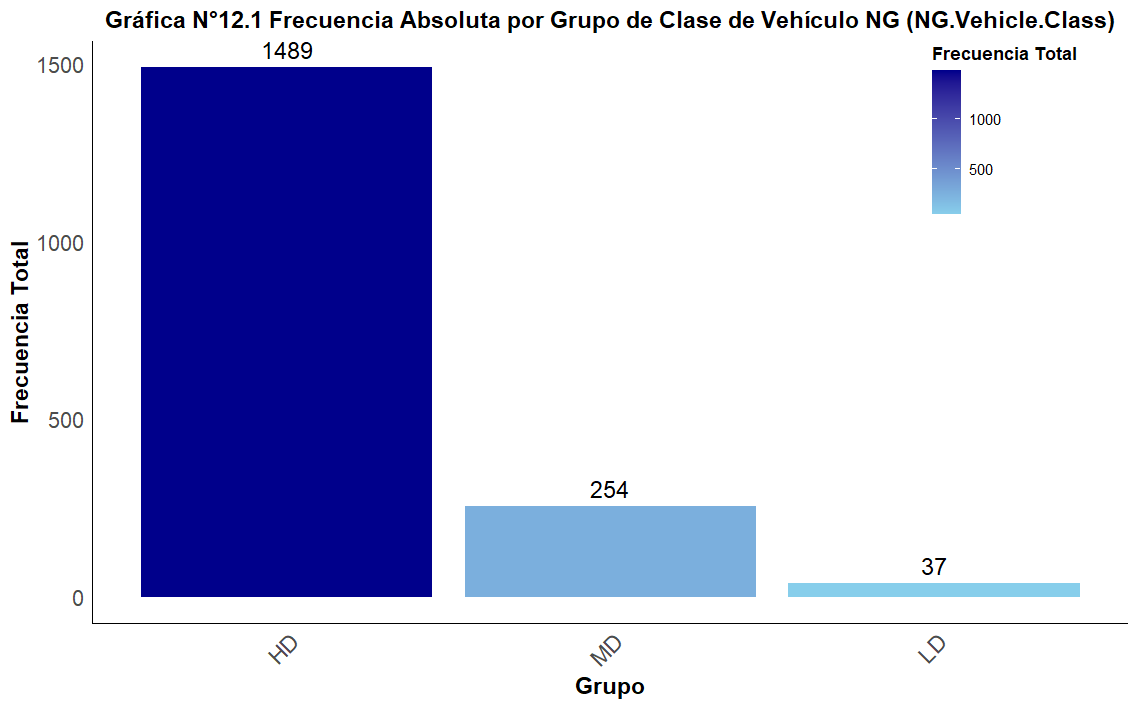 Gráfica N°12.1 Frecuencia Absoluta por Grupo de Clase de Vehículo NG (NG.Vehicle.Class)
1489
Frecuencia Total
1500
1000
500
1000
Frecuencia Total
500
254
37
0
HD
MD
LD
Grupo